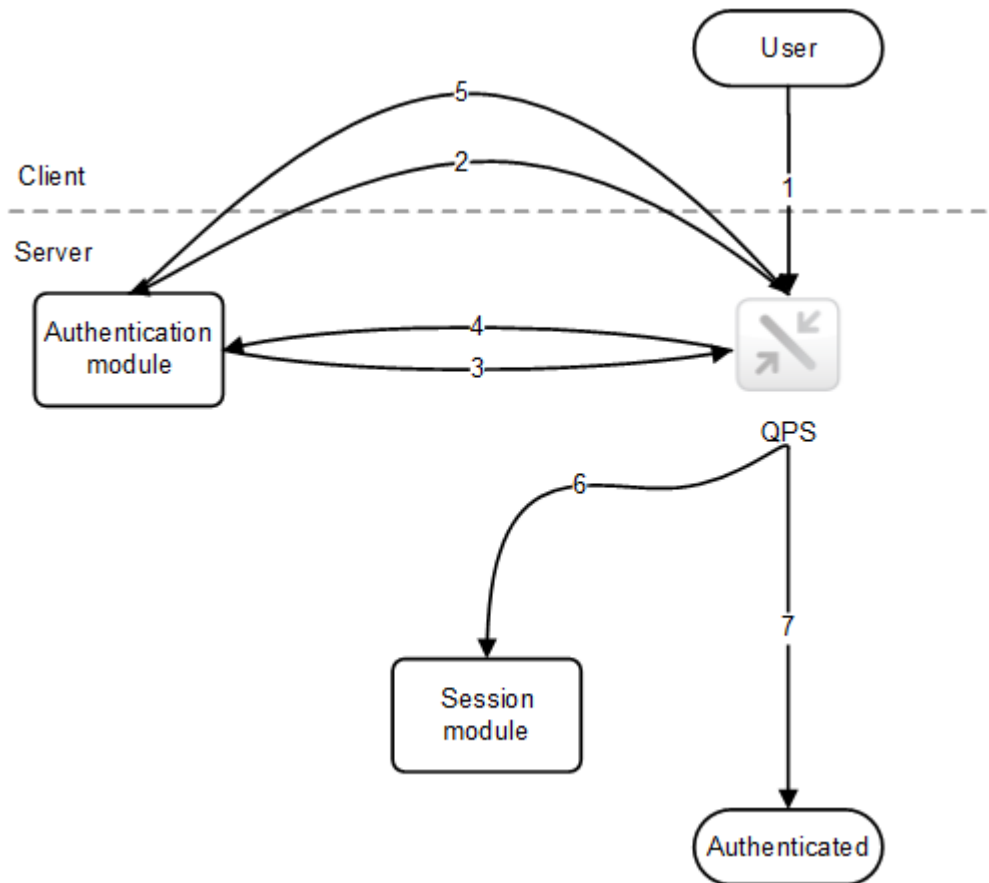 User
5
2
Client
1
Server
Authentication
module
4
3
QPS
6
7
Session
module
Authenticated